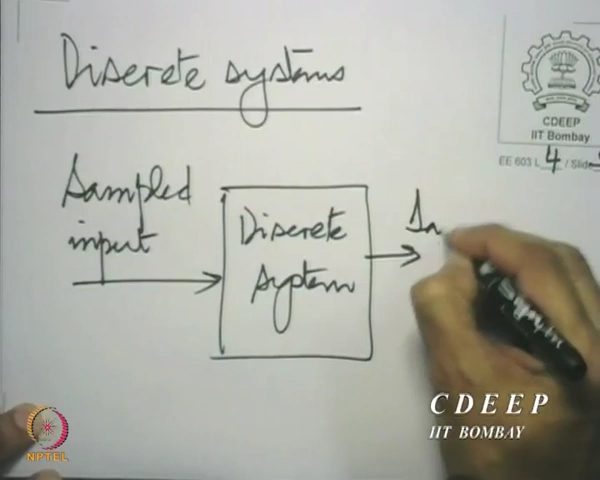 Discrete systems
CDEEP
IIT Bombay
EE 603 L 4 / Slide
Sampled
input
Discrete
system
CDEEP
IIT BOMBAY
NPTEL